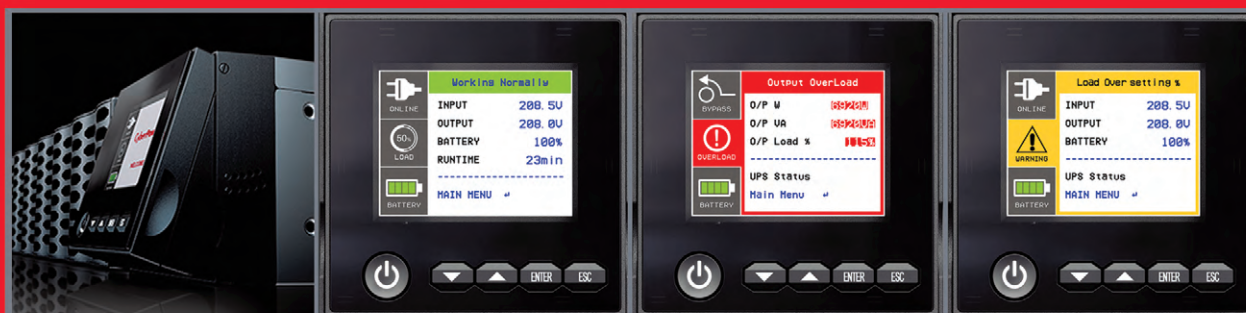 CyberPower
Working Normally
ONLINE
INPUT 208.5V
OUTPUT 208.0V
50%
LOAD
BATTERY 100%
RUNTIME 23min
BATTERY
MAIN MENU ↵
ENTER ESC
Output OverLoad
BYPASS
O/P W 6920W
O/P VA 6920VA
O/P Load % 115%
OVERLOAD
UPS Status
BATTERY
Main Menu ↵
ENTER ESC
Load Over setting %
ONLINE
INPUT 208.5V
OUTPUT 208.0V
BATTERY 100%
WARNING
UPS Status
BATTERY
MAIN MENU ↵
ENTER ESC